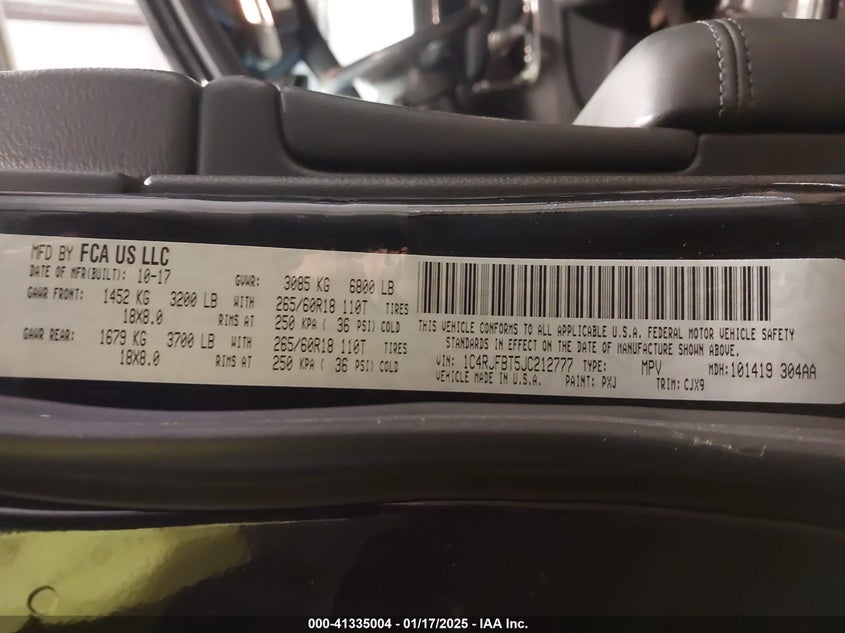 MFD BY FCA US LLC
DATE OF MFR(BUILT): 10-17 GVWR: 3085 KG 6800 LB
GAWR FRONT: 1452 KG 3200 LB WITH 265/60R18 110T TIRES
18X8.0 RIMS AT 250 KPA ( 36 PSI) COLD
GAWR REAR: 1679 KG 3700 LB WITH 265/60R18 110T TIRES
18X8.0 RIMS AT 250 KPA ( 36 PSI) COLD
THIS VEHICLE CONFORMS TO ALL APPLICABLE U.S.A. FEDERAL MOTOR VEHICLE SAFETY
STANDARDS IN EFFECT ON THE DATE OF MANUFACTURE SHOWN ABOVE.
VIN: 1C4RJFBT5JC212777 TYPE: MPV MDH: 101419 304AA
VEHICLE MADE IN U.S.A. PAINT: PXJ TRIM: CJX9
000-41335004 - 01/17/2025 - IAA Inc.